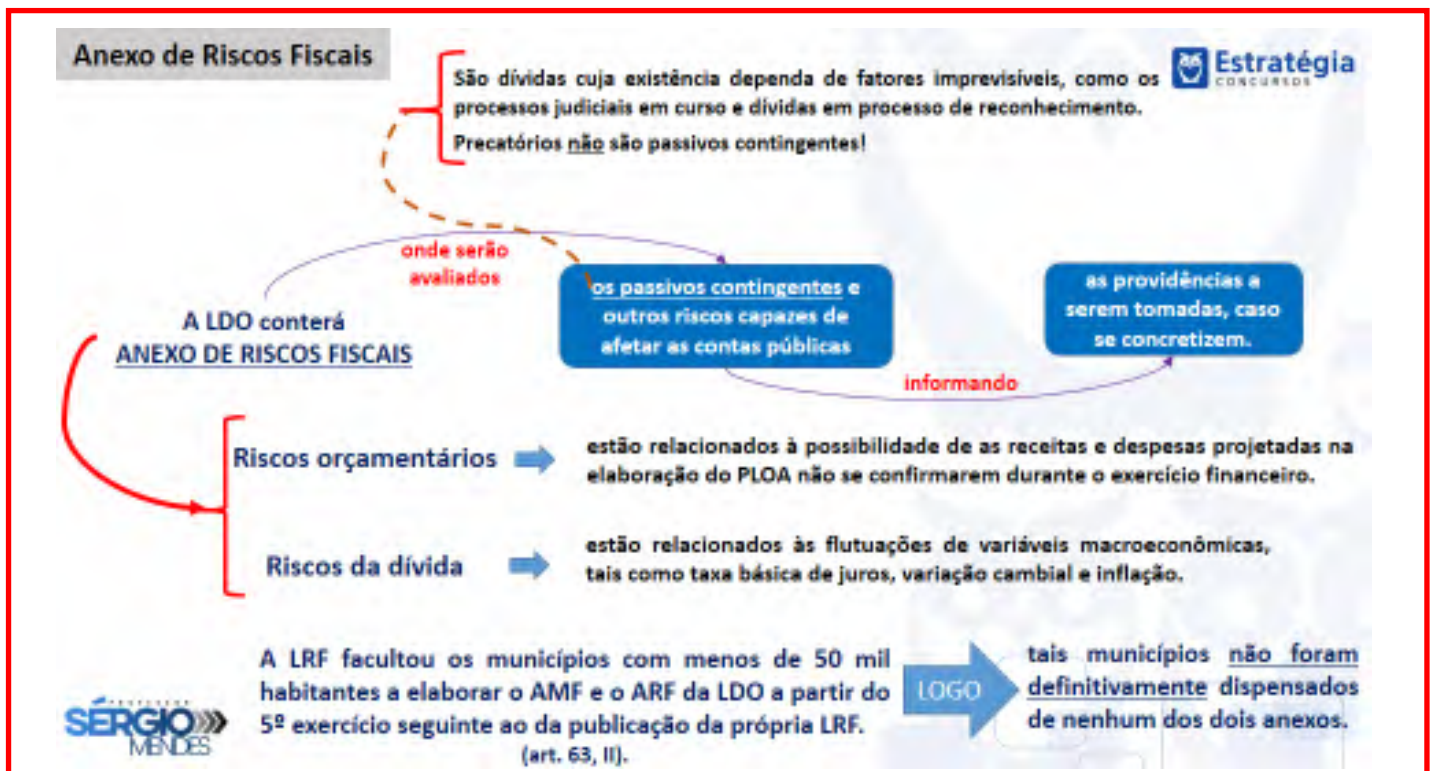 Anexo de Riscos Fiscais
Estratégia
CONCURSOS
São dívidas cuja existência dependa de fatores imprevisíveis, como os
processos judiciais em curso e dívidas em processo de reconhecimento.
Precatórios não são passivos contingentes!
onde serão
avaliados
A LDO conterá
ANEXO DE RISCOS FISCAIS
os passivos contingentes e
outros riscos capazes de
afetar as contas públicas
informando
as providências a
serem tomadas, caso
se concretizem.
Riscos orçamentários
estão relacionados à possibilidade de as receitas e despesas projetadas na
elaboração do PLOA não se confirmarem durante o exercício financeiro.
Riscos da dívida
estão relacionados às flutuações de variáveis macroeconômicas,
tais como taxa básica de juros, variação cambial e inflação.
A LRF facultou os municípios com menos de 50 mil
habitantes a elaborar o AMF e o ARF da LDO a partir do
5º exercício seguinte ao da publicação da própria LRF.
(art. 63, II).
LOGO
tais municípios não foram
definitivamente dispensados
de nenhum dos dois anexos.
PROFESSOR
SÉRGIO
MENDES